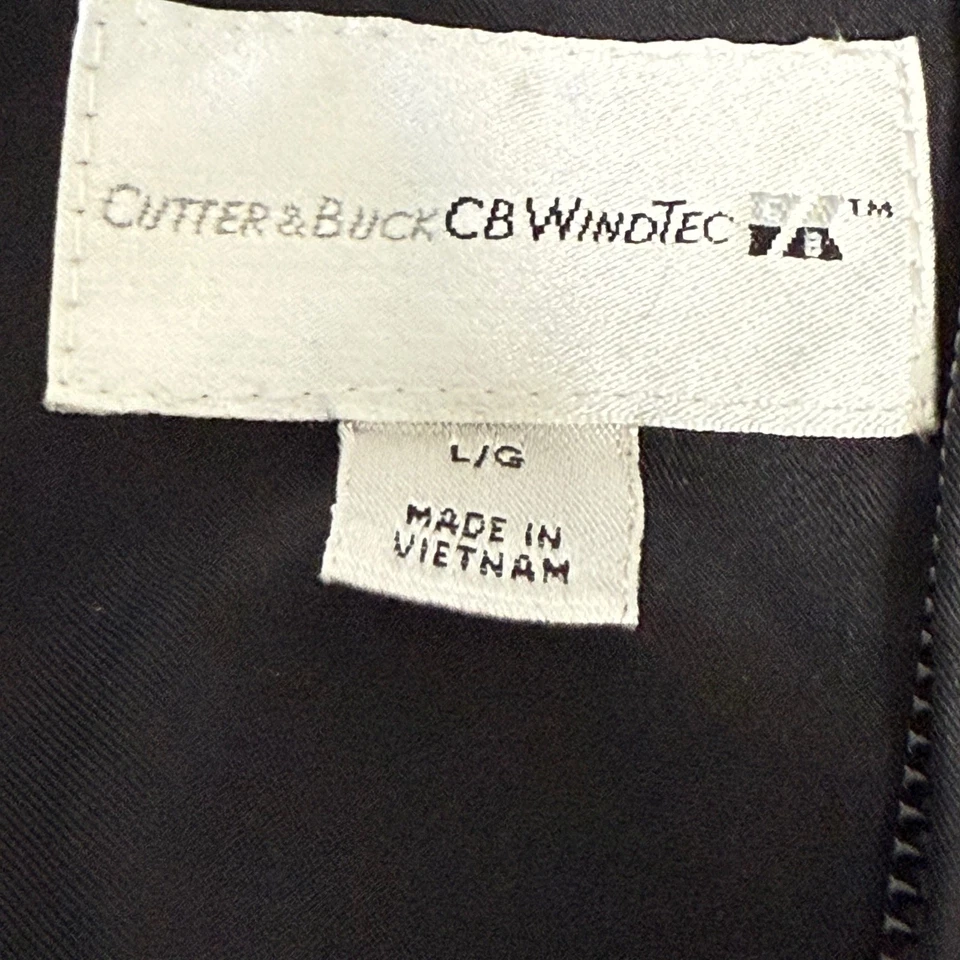 CUTTER & BUCK CB WINDTEC ™
L/G
MADE IN
VIETNAM